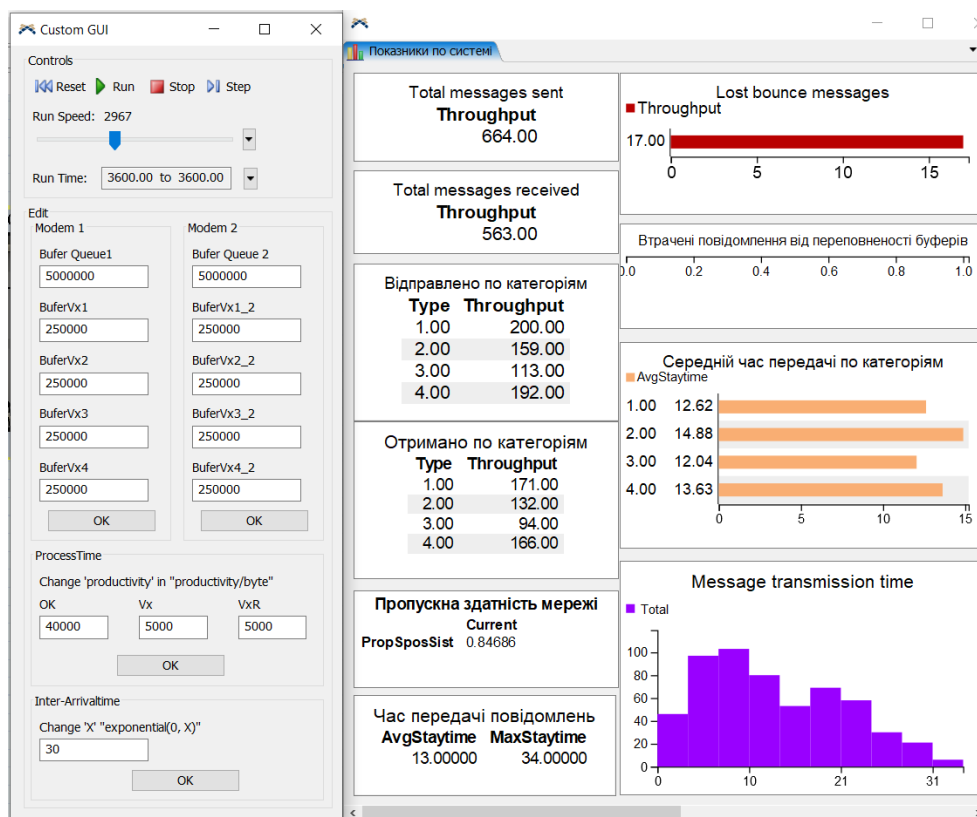 Custom GUI
Controls
Reset Run Stop Step
Run Speed: 2967
Run Time: 3600.00 to 3600.00
Edit
Modem 1
Bufer Queue1
5000000
BuferVx1
250000
BuferVx2
250000
BuferVx3
250000
BuferVx4
250000
OK
Modem 2
Bufer Queue 2
5000000
BuferVx1_2
250000
BuferVx2_2
250000
BuferVx3_2
250000
BuferVx4_2
250000
OK
ProcessTime
Change 'productivity' in "productivity/byte"
OK Vx VxR
40000 5000 5000
OK
Inter-Arrivaltime
Change 'X' "exponential(0, X)"
30
OK
Показники по системі
Total messages sent
Throughput
664.00
Total messages received
Throughput
563.00
Відправлено по категоріям
Type Throughput
1.00 200.00
2.00 159.00
3.00 113.00
4.00 192.00
Отримано по категоріям
Type Throughput
1.00 171.00
2.00 132.00
3.00 94.00
4.00 166.00
Пропускна здатність мережі
Current
PropSposSist 0.84686
Час передачі повідомлень
AvgStaytime MaxStaytime
13.00000 34.00000
Lost bounce messages
Throughput
17.00
0 5 10 15
Втрачені повідомлення від переповненості буферів
0.0 0.2 0.4 0.6 0.8 1.0
Середній час передачі по категоріям
AvgStaytime
1.00 12.62
2.00 14.88
3.00 12.04
4.00 13.63
0 5 10 15
Message transmission time
Total
100
80
60
40
20
0
0 10 21 31